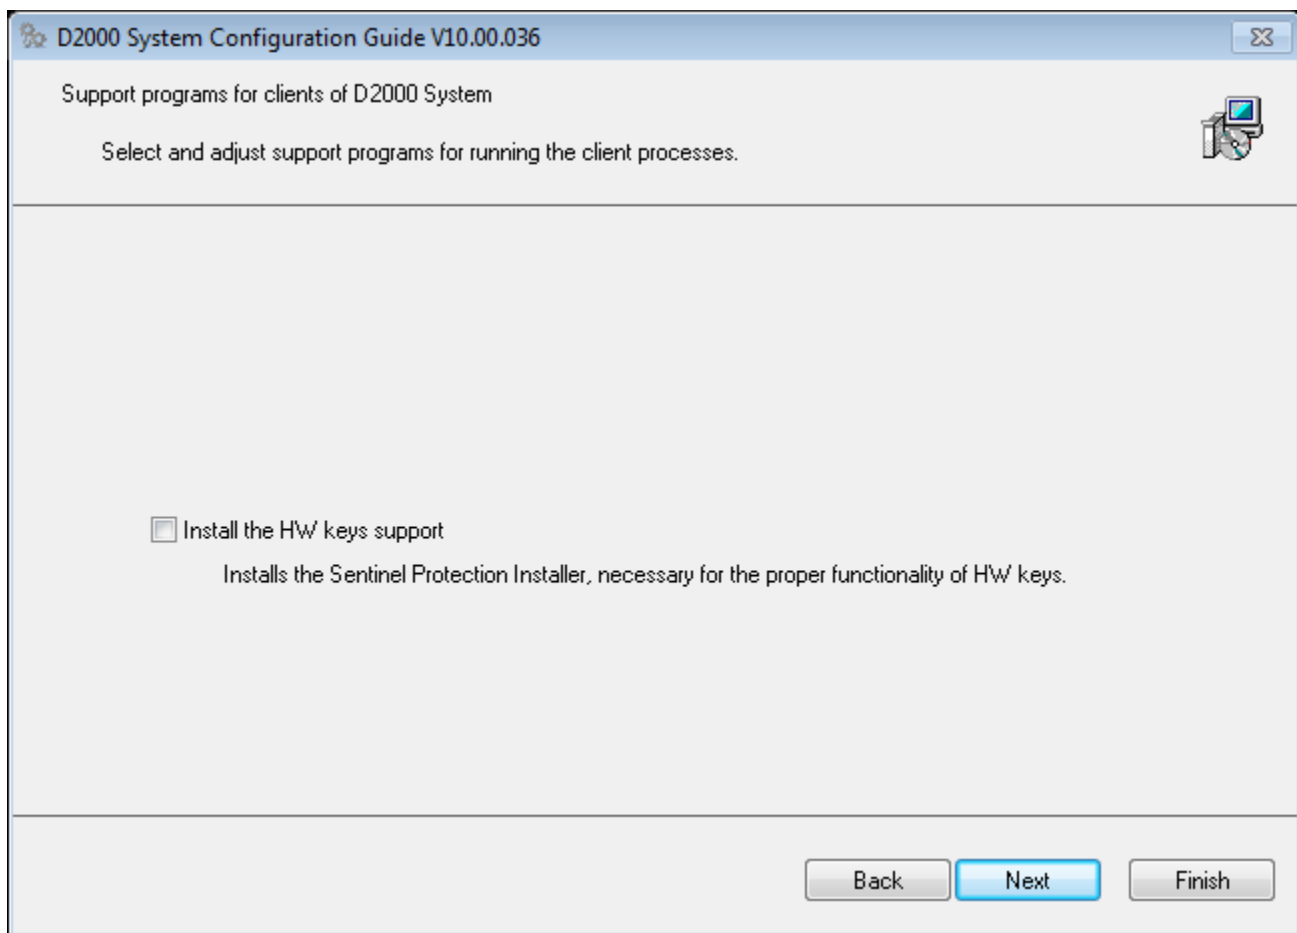 D2000 System Configuration Guide V10.00.036
Support programs for clients of D2000 System
Select and adjust support programs for running the client processes.
Install the HW keys support
Installs the Sentinel Protection Installer, necessary for the proper functionality of HW keys.
Back Next Finish